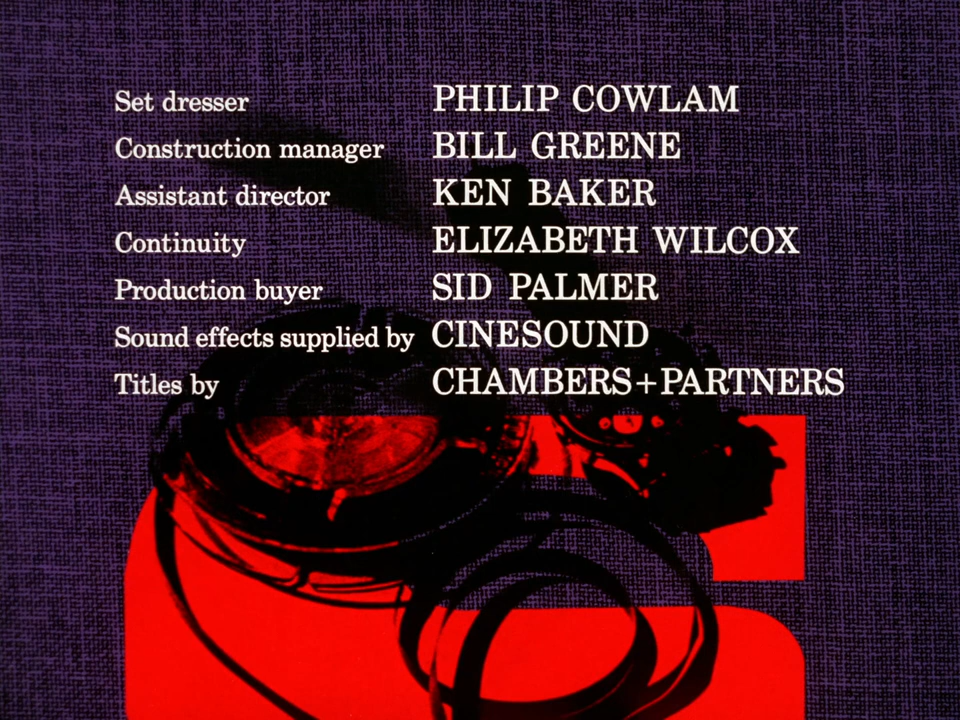 Set dresser PHILIP COWLAM
Construction manager BILL GREENE
Assistant director KEN BAKER
Continuity ELIZABETH WILCOX
Production buyer SID PALMER
Sound effects supplied by CINESOUND
Titles by CHAMBERS+PARTNERS